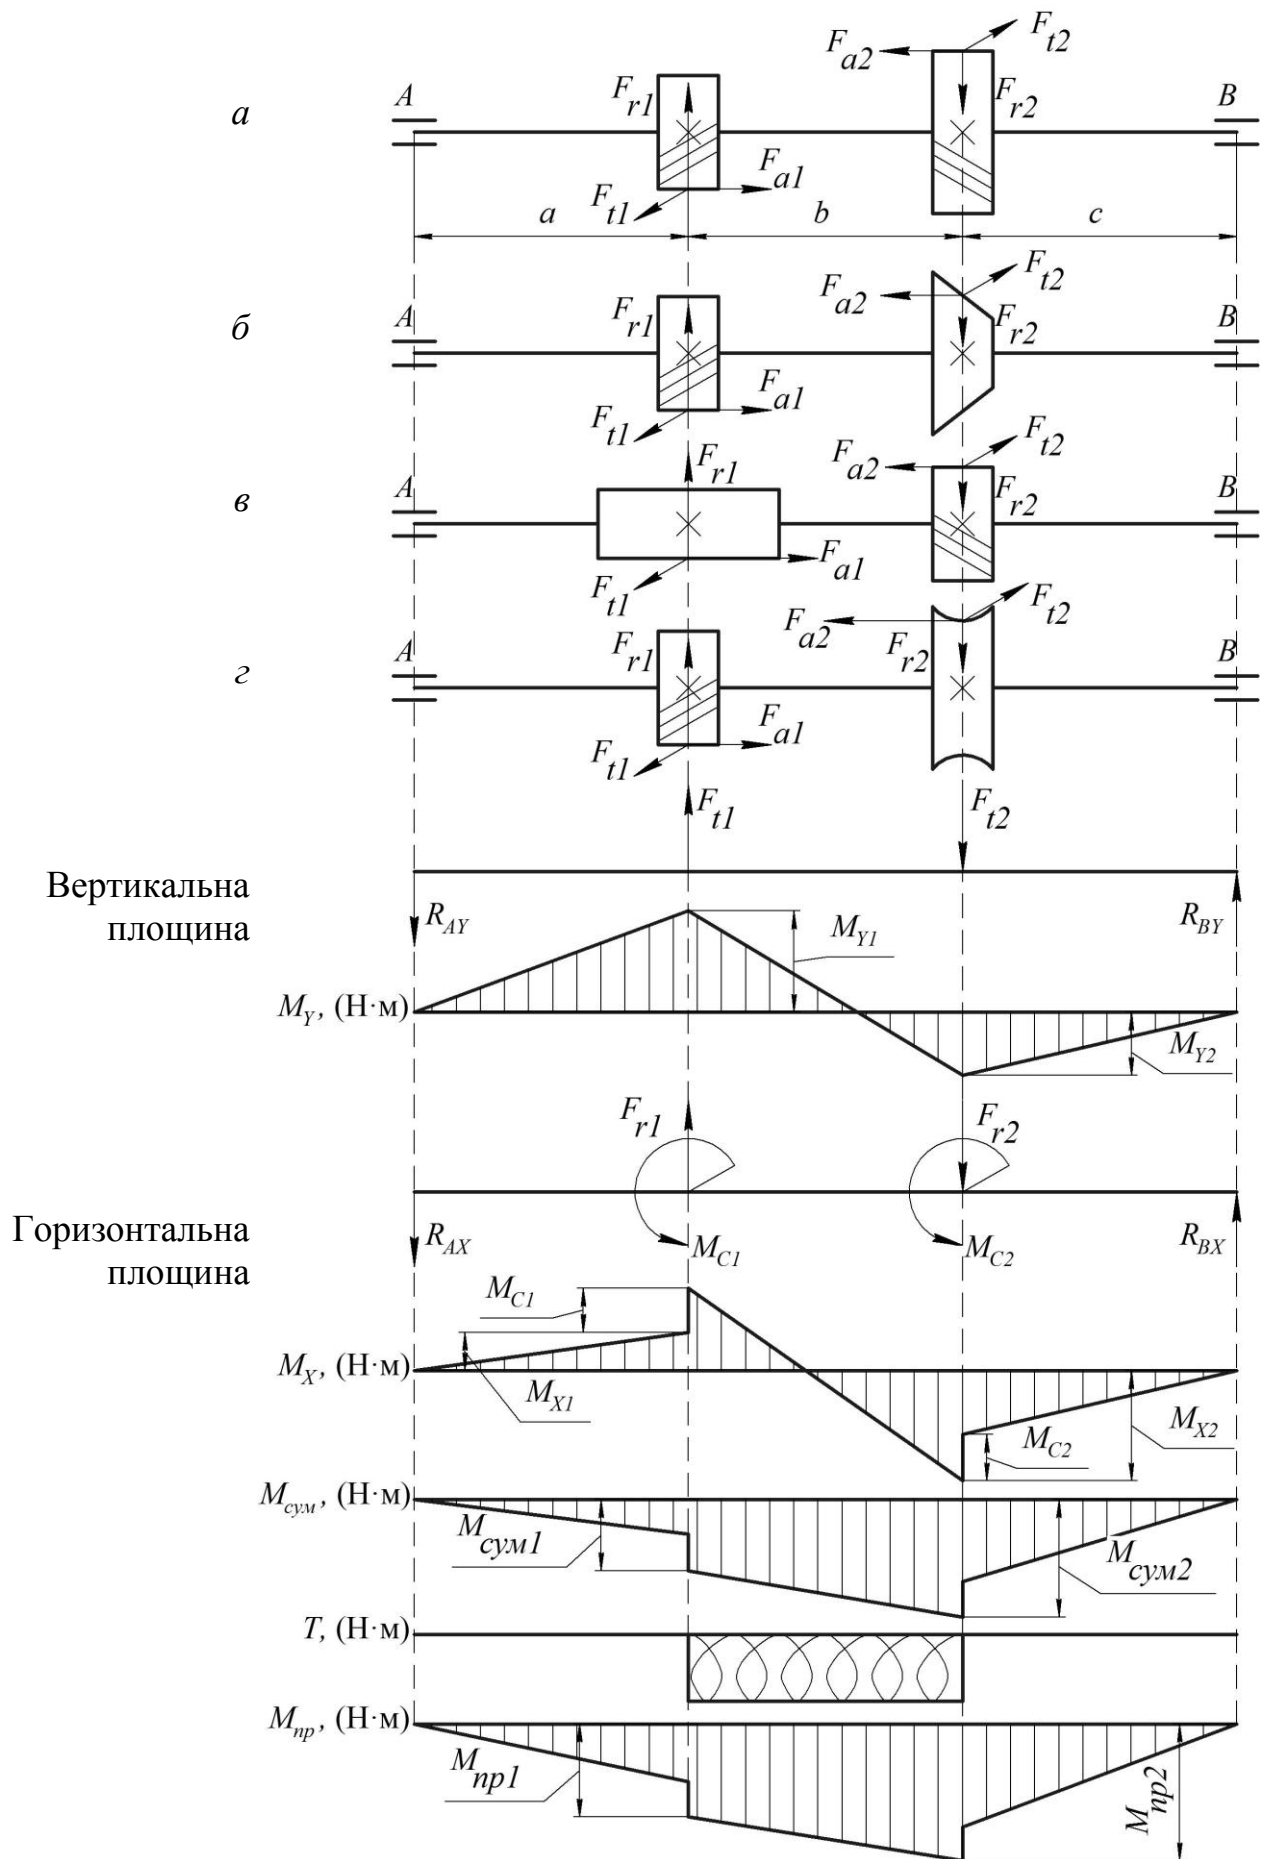 a
A
F_r1
F_a1
F_t1
F_a2
F_t2
F_r2
B
a
b
c
б
A
F_r1
F_a1
F_t1
F_a2
F_t2
F_r2
B
в
A
F_r1
F_a1
F_t1
F_a2
F_t2
F_r2
B
г
A
F_r1
F_a1
F_t1
F_a2
F_t2
F_r2
B
F_t1
F_t2
Вертикальна
площина
R_AY
R_BY
M_Y1
M_Y, (Н·м)
M_Y2
F_r1
F_r2
Горизонтальна
площина
R_AX
M_C1
M_C2
R_BX
M_C1
M_X, (Н·м)
M_X1
M_X2
M_C2
M_сум, (Н·м)
M_сум1
M_сум2
T, (Н·м)
M_пр, (Н·м)
M_пр1
M_пр2